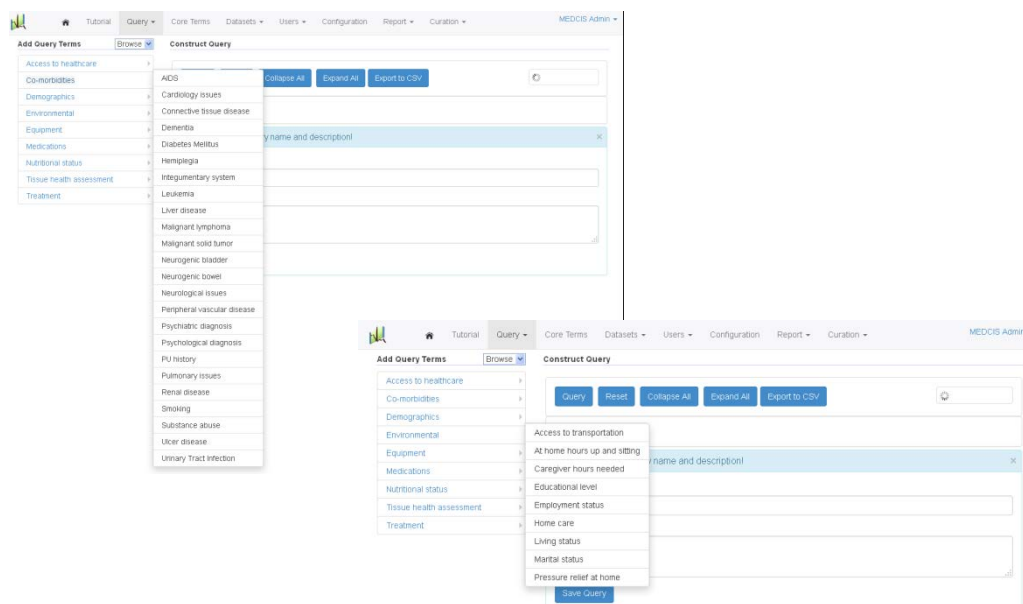 Tutorial Query Core Terms Datasets Users Configuration Report Curation MEDCIS Admin
Add Query Terms Browse Construct Query
Access to healthcare
Co-morbidities
Demographics
Environmental
Equipment
Medications
Nutritional status
Tissue health assessment
Treatment
Collapse All Expand All Export to CSV
y name and description! ×
AIDS
Cardiology issues
Connective tissue disease
Dementia
Diabetes Mellitus
Hemiplegia
Integumentary system
Leukemia
Liver disease
Malignant lymphoma
Malignant solid tumor
Neurogenic bladder
Neurogenic bowel
Neurological issues
Peripheral vascular disease
Psychiatric diagnosis
Psychological diagnosis
PU history
Pulmonary issues
Renal disease
Smoking
Substance abuse
Ulcer disease
Urinary Tract Infection
Tutorial Query Core Terms Datasets Users Configuration Report Curation MEDCIS Admin
Add Query Terms Browse Construct Query
Access to healthcare
Co-morbidities
Demographics
Environmental
Equipment
Medications
Nutritional status
Tissue health assessment
Treatment
Query Reset Collapse All Expand All Export to CSV
name and description! ×
Access to transportation
At home hours up and sitting
Caregiver hours needed
Educational level
Employment status
Home care
Living status
Marital status
Pressure relief at home
Save Query